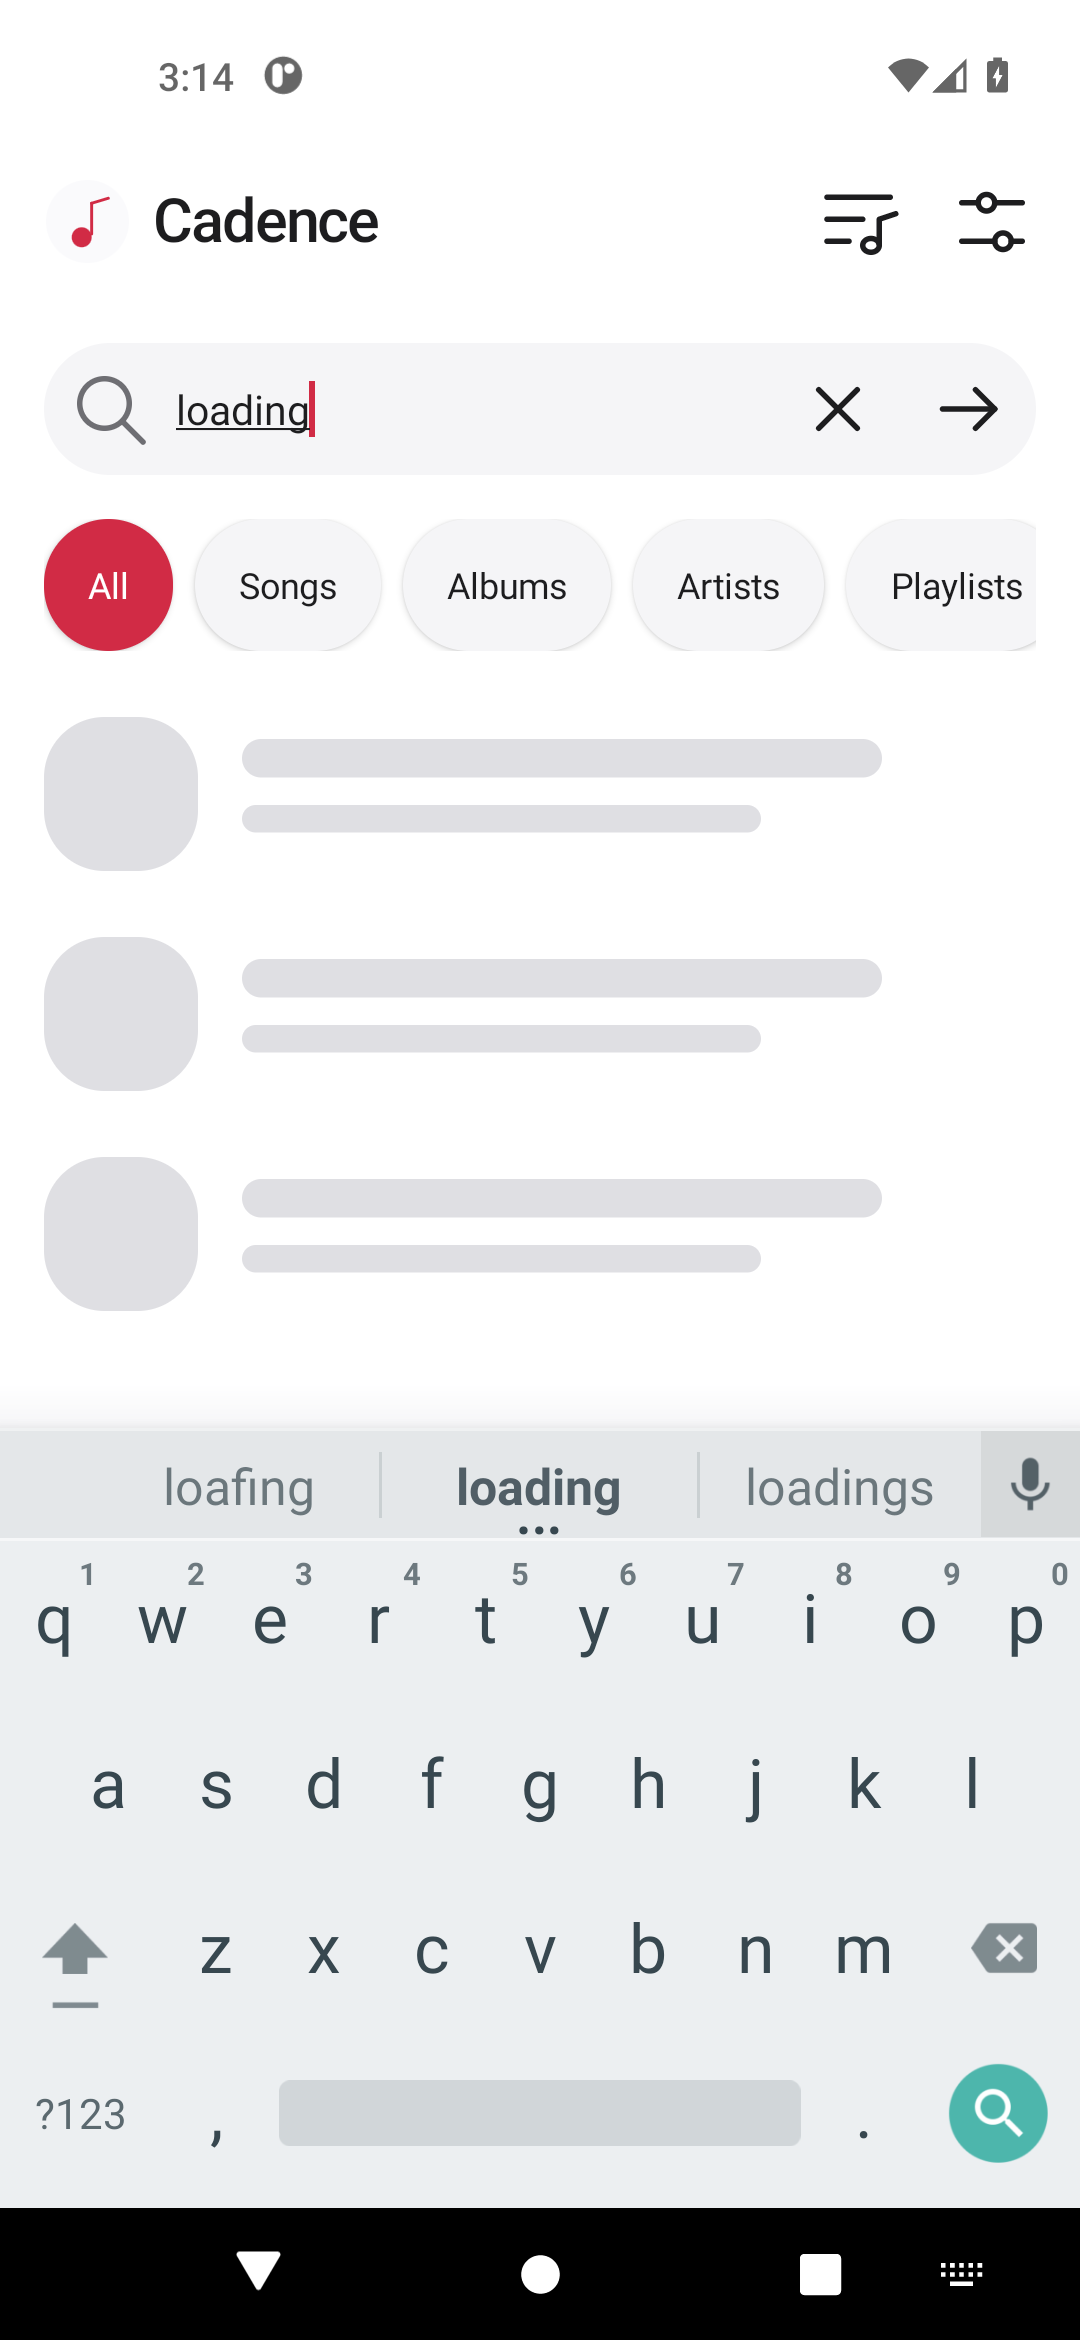 3:14
Cadence
loading
All Songs Albums Artists Playlists
loafing loading loadings
1 2 3 4 5 6 7 8 9 0
q w e r t y u i o p
a s d f g h j k l
z x c v b n m
?123 , .